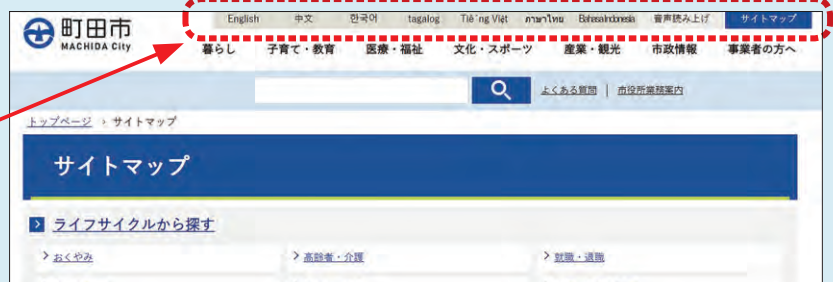 町田市
MACHIDA City
English 中文 한국어 tagalog Tiếng Việt ภาษาไทย BahasaIndonesia 音声読み上げ サイトマップ
暮らし 子育て・教育 医療・福祉 文化・スポーツ 産業・観光 市政情報 事業者の方へ
よくある質問 | 市役所業務案内
トップページ > サイトマップ
サイトマップ
ライフサイクルから探す
> おくやみ > 高齢者・介護 > 就職・退職